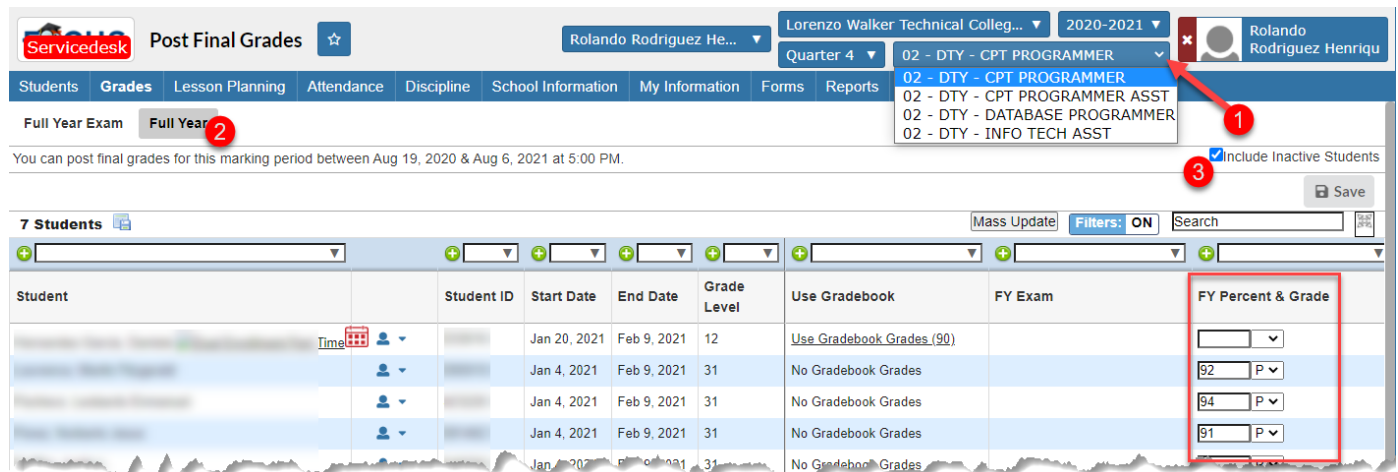 Servicedesk
Post Final Grades
Rolando Rodriguez He...
Lorenzo Walker Technical Colleg...
2020-2021
Quarter 4
02 - DTY - CPT PROGRAMMER
Rolando
Rodriguez Henriqu
02 - DTY - CPT PROGRAMMER
02 - DTY - CPT PROGRAMMER ASST
02 - DTY - DATABASE PROGRAMMER
02 - DTY - INFO TECH ASST
Students Grades Lesson Planning Attendance Discipline School Information My Information Forms Reports
1
Full Year Exam Full Year
2
You can post final grades for this marking period between Aug 19, 2020 & Aug 6, 2021 at 5:00 PM.
Include Inactive Students
3
Save
7 Students
Mass Update Filters: ON Search
Student Student ID Start Date End Date Grade Level Use Gradebook FY Exam FY Percent & Grade
Time Jan 20, 2021 Feb 9, 2021 12 Use Gradebook Grades (90)
Jan 4, 2021 Feb 9, 2021 31 No Gradebook Grades 92 P
Jan 4, 2021 Feb 9, 2021 31 No Gradebook Grades 94 P
Jan 4, 2021 Feb 9, 2021 31 No Gradebook Grades 91 P
31 No Gradebook Grades